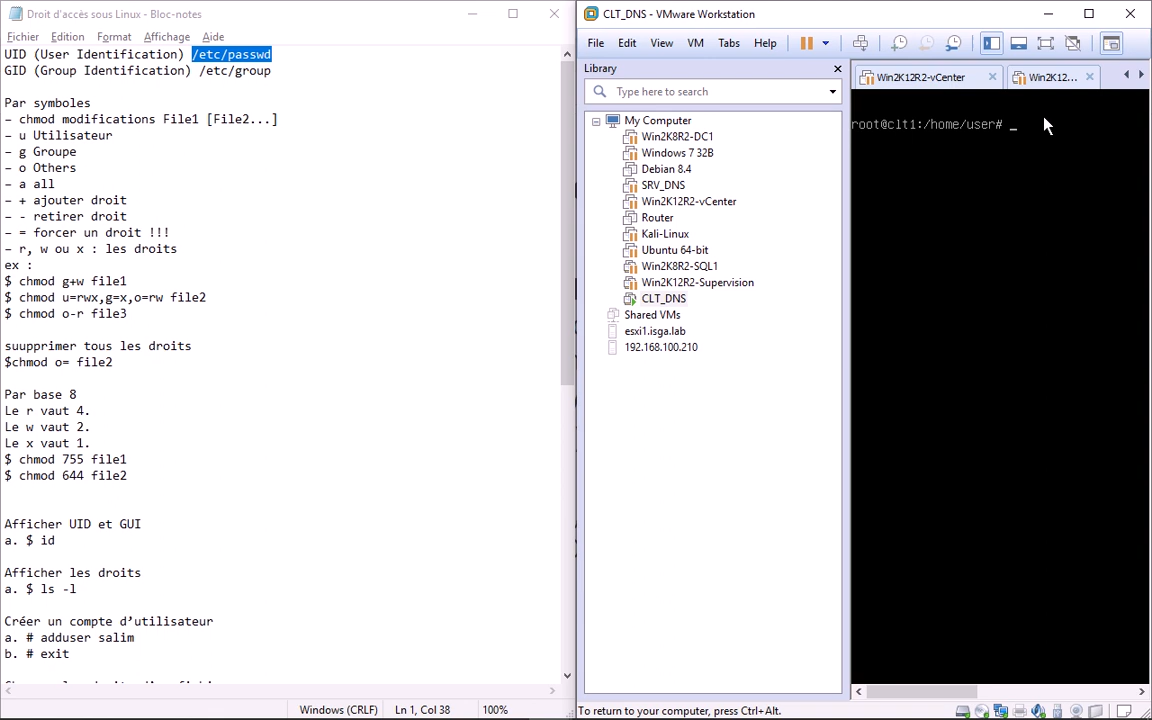 Droit d'accès sous Linux - Bloc-notes
Fichier Edition Format Affichage Aide
UID (User Identification) /etc/passwd
GID (Group Identification) /etc/group
Par symboles
- chmod modifications File1 [File2...]
- u Utilisateur
- g Groupe
- o Others
- a all
- + ajouter droit
- - retirer droit
- = forcer un droit !!!
- r, w ou x : les droits
ex :
$ chmod g+w file1
$ chmod u=rwx,g=x,o=rw file2
$ chmod o-r file3
suupprimer tous les droits
$chmod o= file2
Par base 8
Le r vaut 4.
Le w vaut 2.
Le x vaut 1.
$ chmod 755 file1
$ chmod 644 file2
Afficher UID et GUI
a. $ id
Afficher les droits
a. $ ls -l
Créer un compte d’utilisateur
a. # adduser salim
b. # exit
Windows (CRLF) Ln 1, Col 38 100%
CLT_DNS - VMware Workstation
File Edit View VM Tabs Help
Library
Type here to search
My Computer
Win2K8R2-DC1
Windows 7 32B
Debian 8.4
SRV_DNS
Win2K12R2-vCenter
Router
Kali-Linux
Ubuntu 64-bit
Win2K8R2-SQL1
Win2K12R2-Supervision
CLT_DNS
Shared VMs
esxi1.isga.lab
192.168.100.210
Win2K12R2-vCenter Win2K12...
root@clt1:/home/user# _
To return to your computer, press Ctrl+Alt.